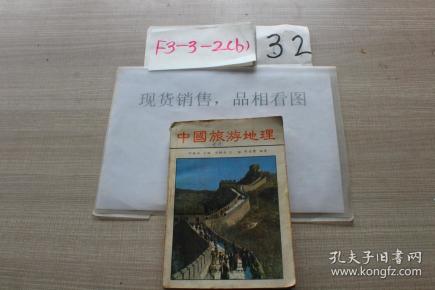 F3-3-2(b)
32
现货销售，品相看图
中國旅游地理
孔夫子旧书网
www.kongfz.com